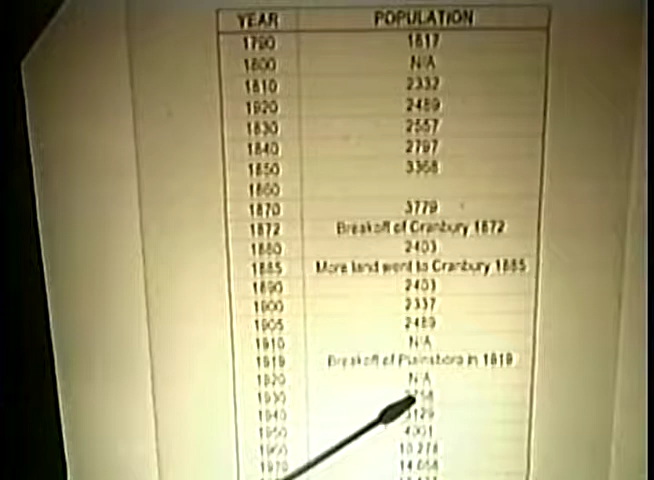 YEAR POPULATION
1790 1817
1800 N/A
1810 2332
1920 2489
1830 2557
1840 2797
1850 3368
1860
1870 3779
1872 Breakoff of Cranbury 1872
1880 2403
1885 More land went to Cranbury 1885
1890 2403
1900 2337
1905 2489
1910 N/A
1919 Breakoff of Plainsboro in 1919
1920 N/A
1930
1940 3129
1950 4001
1960 10,278
1970 14,058